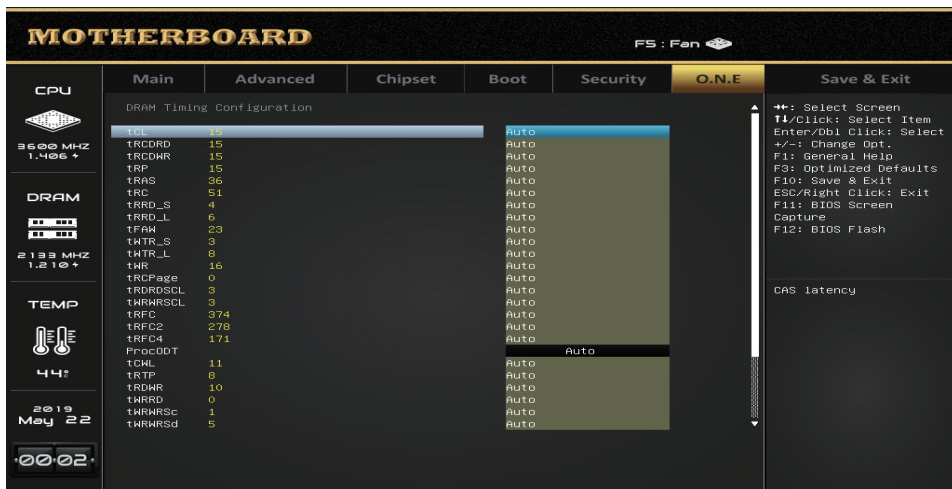 MOTHERBOARD
F5 : Fan
Main Advanced Chipset Boot Security O.N.E Save & Exit
CPU
3600 MHZ
1.406 +
DRAM
2133 MHZ
1.210 +
TEMP
44
2019
May 22
00:02
DRAM Timing Configuration
tCL 15 Auto
tRCDRD 15 Auto
tRCDWR 15 Auto
tRP 15 Auto
tRAS 36 Auto
tRC 51 Auto
tRRD_S 4 Auto
tRRD_L 6 Auto
tFAW 23 Auto
tWTR_S 3 Auto
tWTR_L 8 Auto
tWR 16 Auto
tRCPage 0 Auto
tRDRDSCL 3 Auto
tWRWRSCL 3 Auto
tRFC 374 Auto
tRFC2 278 Auto
tRFC4 171 Auto
ProcODT Auto
tCWL 11 Auto
tRTP 8 Auto
tRDWR 10 Auto
tWRRD 0 Auto
tWRWRSc 1 Auto
tWRWRSd 5 Auto
→←: Select Screen
↑↓/Click: Select Item
Enter/Dbl Click: Select
+/-: Change Opt.
F1: General Help
F3: Optimized Defaults
F10: Save & Exit
ESC/Right Click: Exit
F11: BIOS Screen
Capture
F12: BIOS Flash
CAS latency